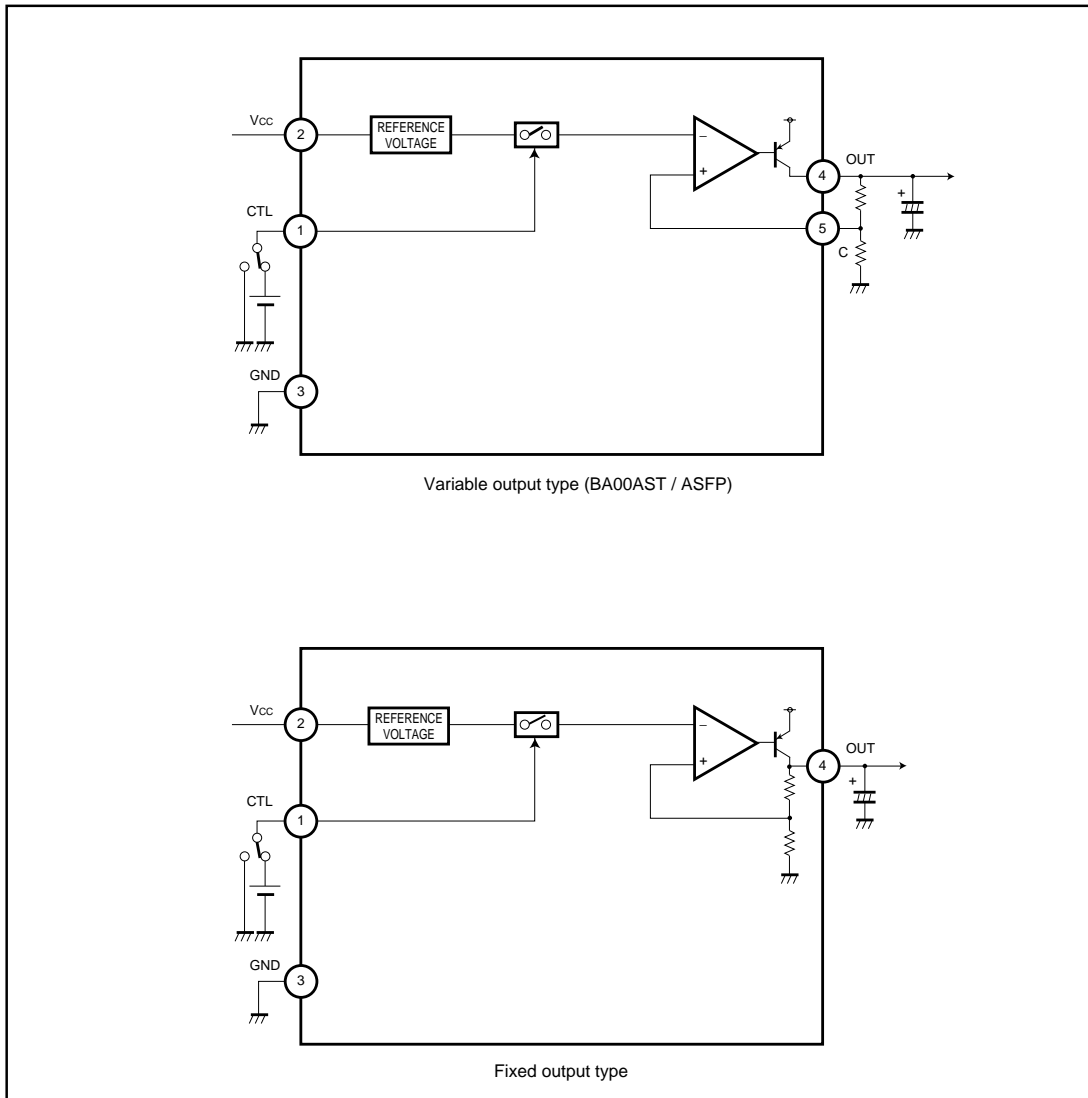 Vcc
2
REFERENCE
VOLTAGE
−
+
4
OUT
+
CTL
1
5
C
GND
3
Variable output type (BA00AST / ASFP)
Vcc
2
REFERENCE
VOLTAGE
−
+
4
OUT
+
CTL
1
GND
3
Fixed output type